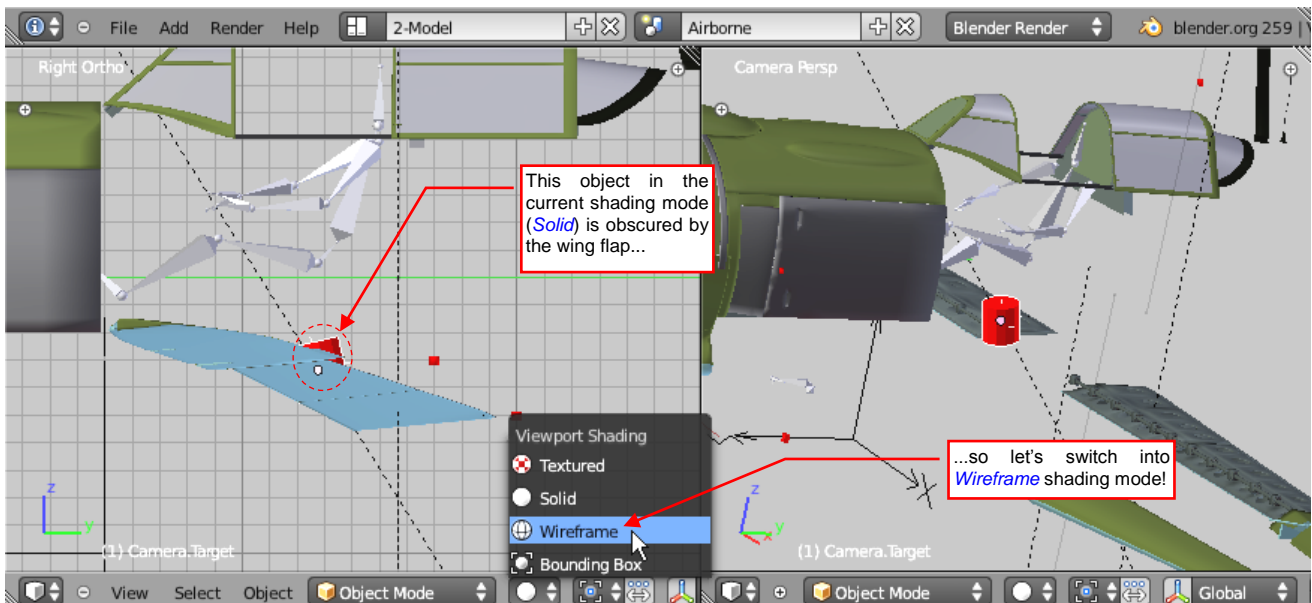 File Add Render Help 2-Model Airborne Blender Render blender.org 259 |
Right Ortho
Camera Persp
This object in the
current shading mode
(Solid) is obscured by
the wing flap...
Viewport Shading
Textured
Solid
Wireframe
Bounding Box
...so let's switch into
Wireframe shading mode!
X
z
y
(1) Camera.Target
z
x
(1) Camera.Target
View Select Object Object Mode
Object Mode Global